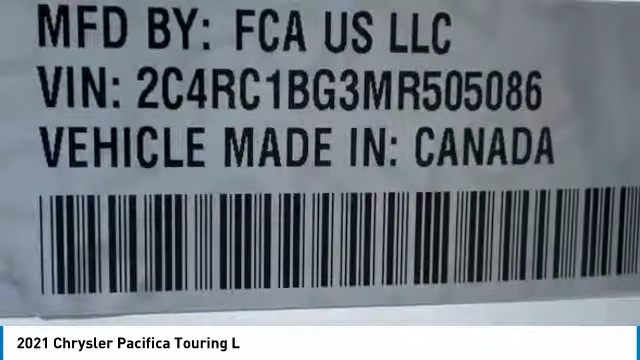 MFD BY: FCA US LLC
VIN: 2C4RC1BG3MR505086
VEHICLE MADE IN: CANADA
2021 Chrysler Pacifica Touring L